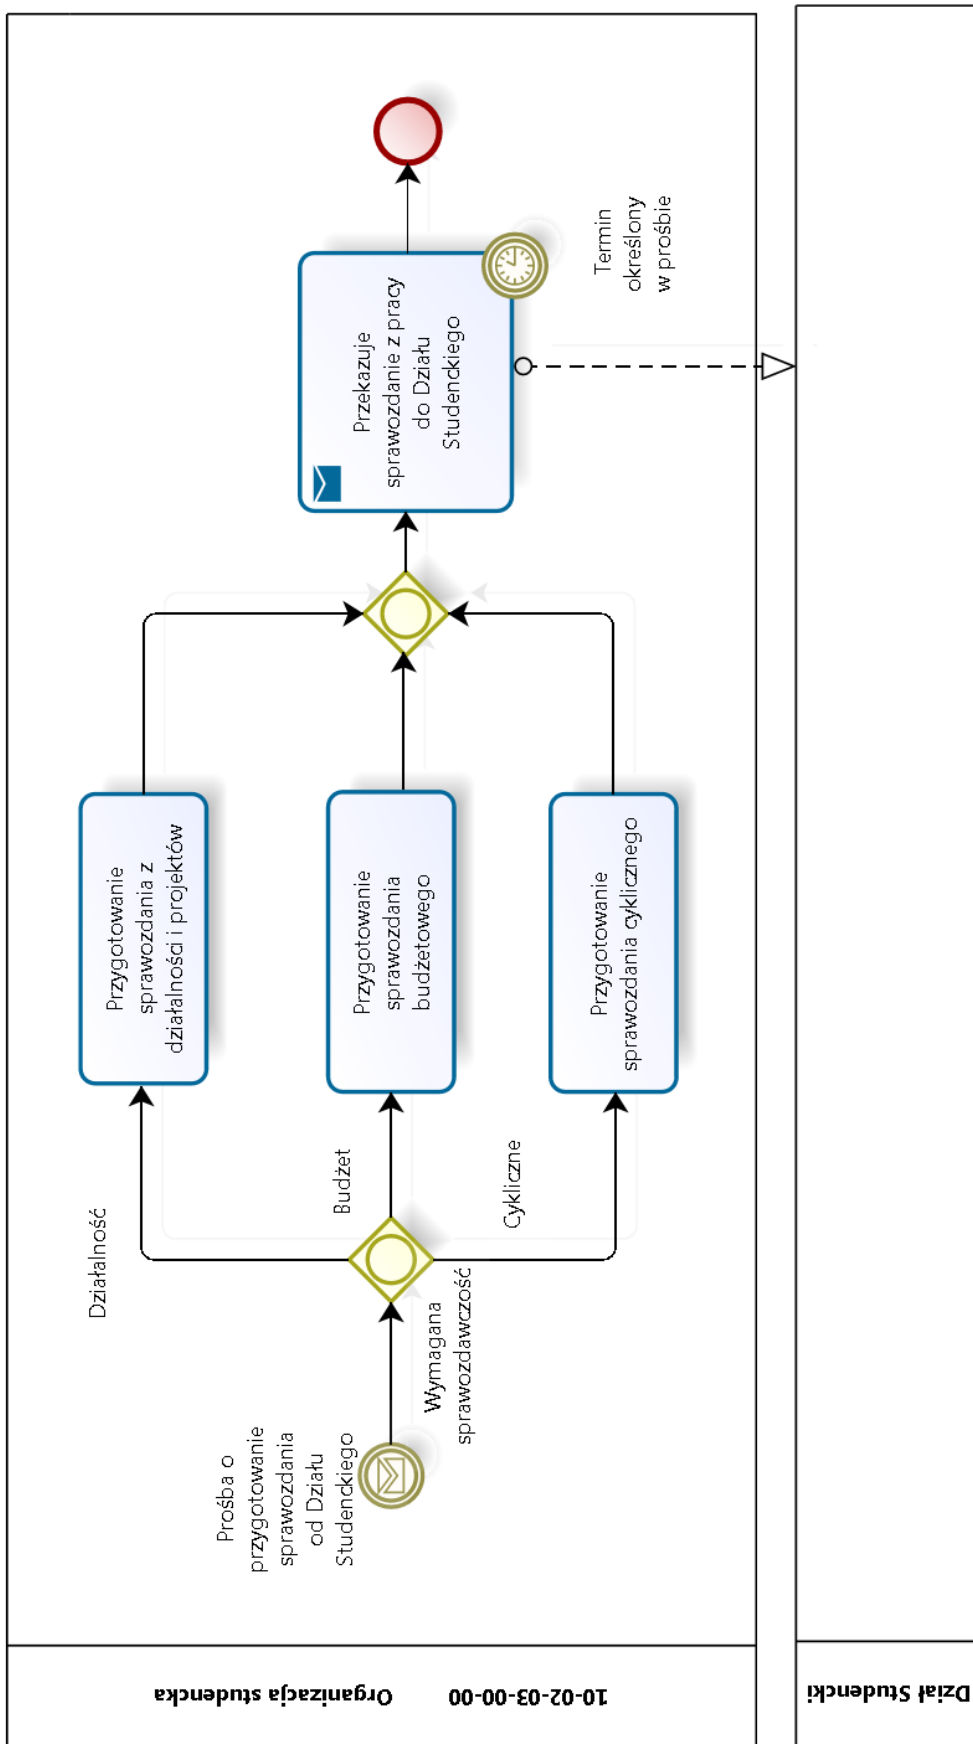 10-02-03-00-00
Organizacja studencka
Prośba o
przygotowanie
sprawozdania
od Działu
Studenckiego
Wymagana
sprawozdawczość
Działalność
Budżet
Cykliczne
Przygotowanie
sprawozdania z
działalności i projektów
Przygotowanie
sprawozdania
budżetowego
Przygotowanie
sprawozdania cyklicznego
Przekazuje
sprawozdanie z pracy
do Działu
Studenckiego
Termin
określony
w prośbie
Dział Studencki